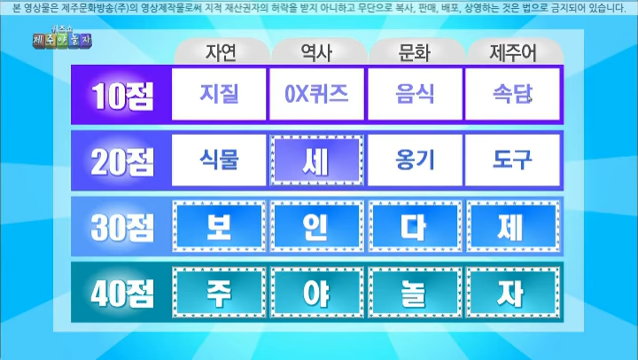 본 영상물은 제주문화방송(주)의 영상제작물로써 지적 재산권자의 허락을 받지 아니하고 무단으로 복사, 판매, 배포, 상영하는 것은 법으로 금지되어 있습니다.
제주야 놀자
자연 역사 문화 제주어
10점 지질 OX퀴즈 음식 속담
20점 식물 세 옹기 도구
30점 보 인 다 제
40점 주 야 놀 자